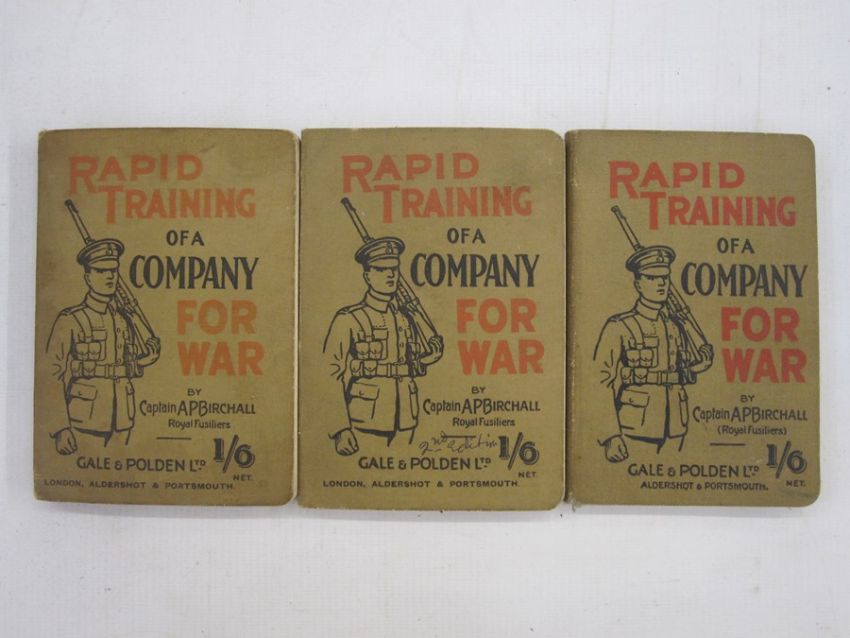 RAPID
TRAINING
OF A
COMPANY
FOR
WAR
BY
Captain A.P. BIRCHALL
Royal Fusiliers
1/6
GALE & POLDEN LTD.
NET.
LONDON, ALDERSHOT & PORTSMOUTH.
RAPID
TRAINING
OF A
COMPANY
FOR
WAR
BY
Captain A.P. BIRCHALL
Royal Fusiliers
2nd edition
1/6
GALE & POLDEN LTD.
NET.
LONDON, ALDERSHOT & PORTSMOUTH.
RAPID
TRAINING
OF A
COMPANY
FOR
WAR
BY
Captain A.P. BIRCHALL
(Royal Fusiliers)
1/6
GALE & POLDEN LTD.
NET.
ALDERSHOT & PORTSMOUTH.